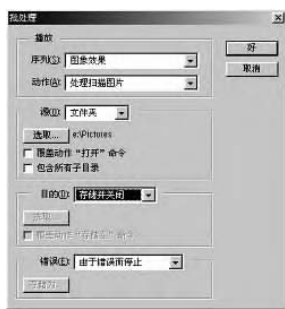 批处理
播放
序列(S): 图象效果
动作(A): 处理扫描图片
好
取消
源(O): 文件夹
选取... e:\Pictures
覆盖动作“打开”命令
包含所有子目录
目的(D): 存储并关闭
选取...
覆盖动作“存储在”命令
错误(E): 由于错误而停止
存储为...